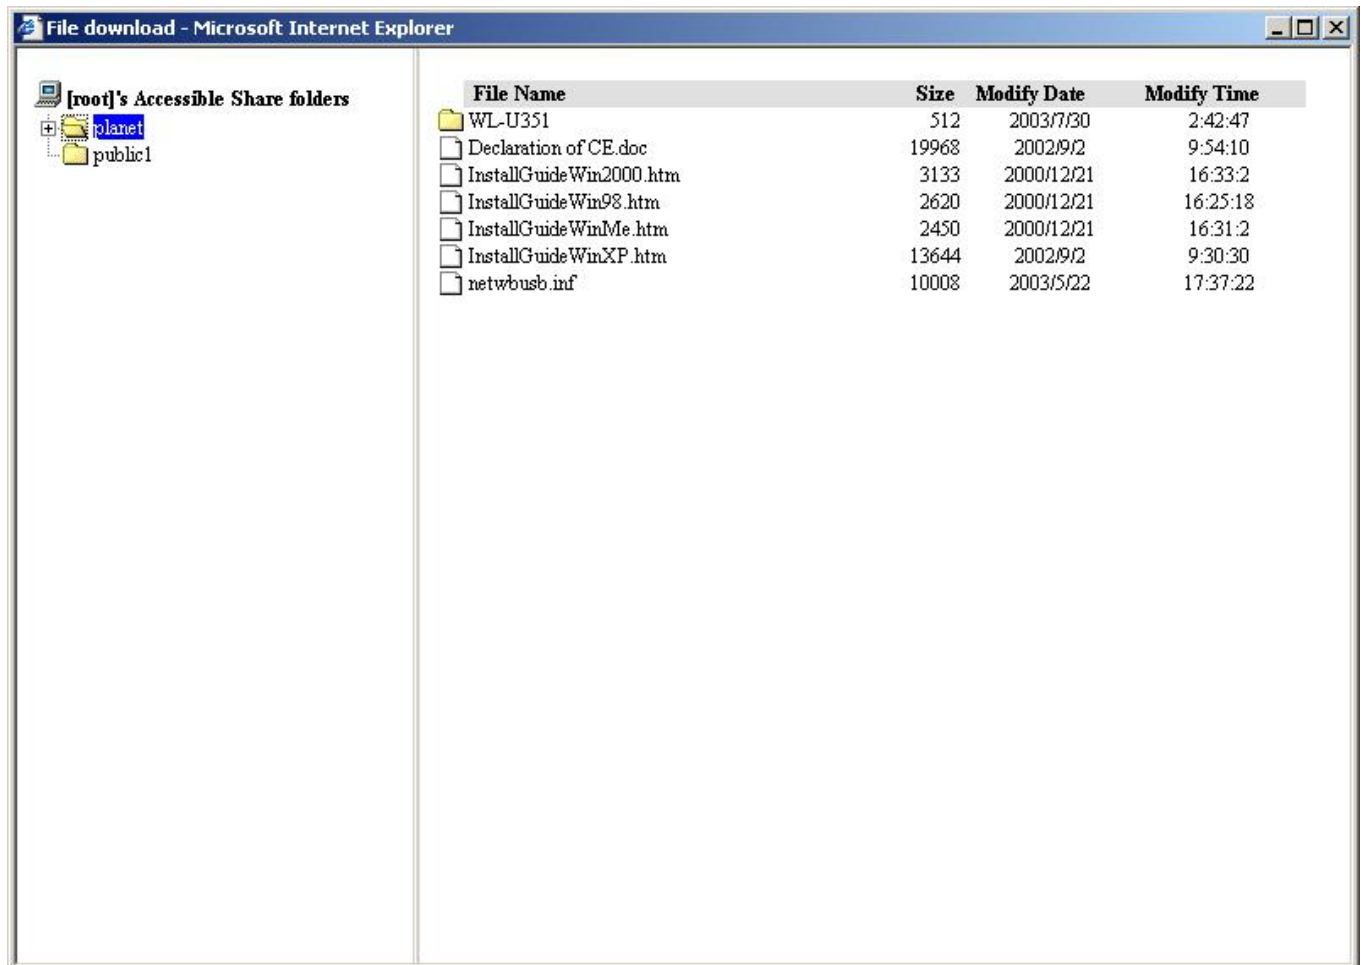 File download - Microsoft Internet Explorer
[root]'s Accessible Share folders
planet
public1
File Name Size Modify Date Modify Time
WL-U351 512 2003/7/30 2:42:47
Declaration of CE.doc 19968 2002/9/2 9:54:10
InstallGuideWin2000.htm 3133 2000/12/21 16:33:2
InstallGuideWin98.htm 2620 2000/12/21 16:25:18
InstallGuideWinMe.htm 2450 2000/12/21 16:31:2
InstallGuideWinXP.htm 13644 2002/9/2 9:30:30
netwbusb.inf 10008 2003/5/22 17:37:22